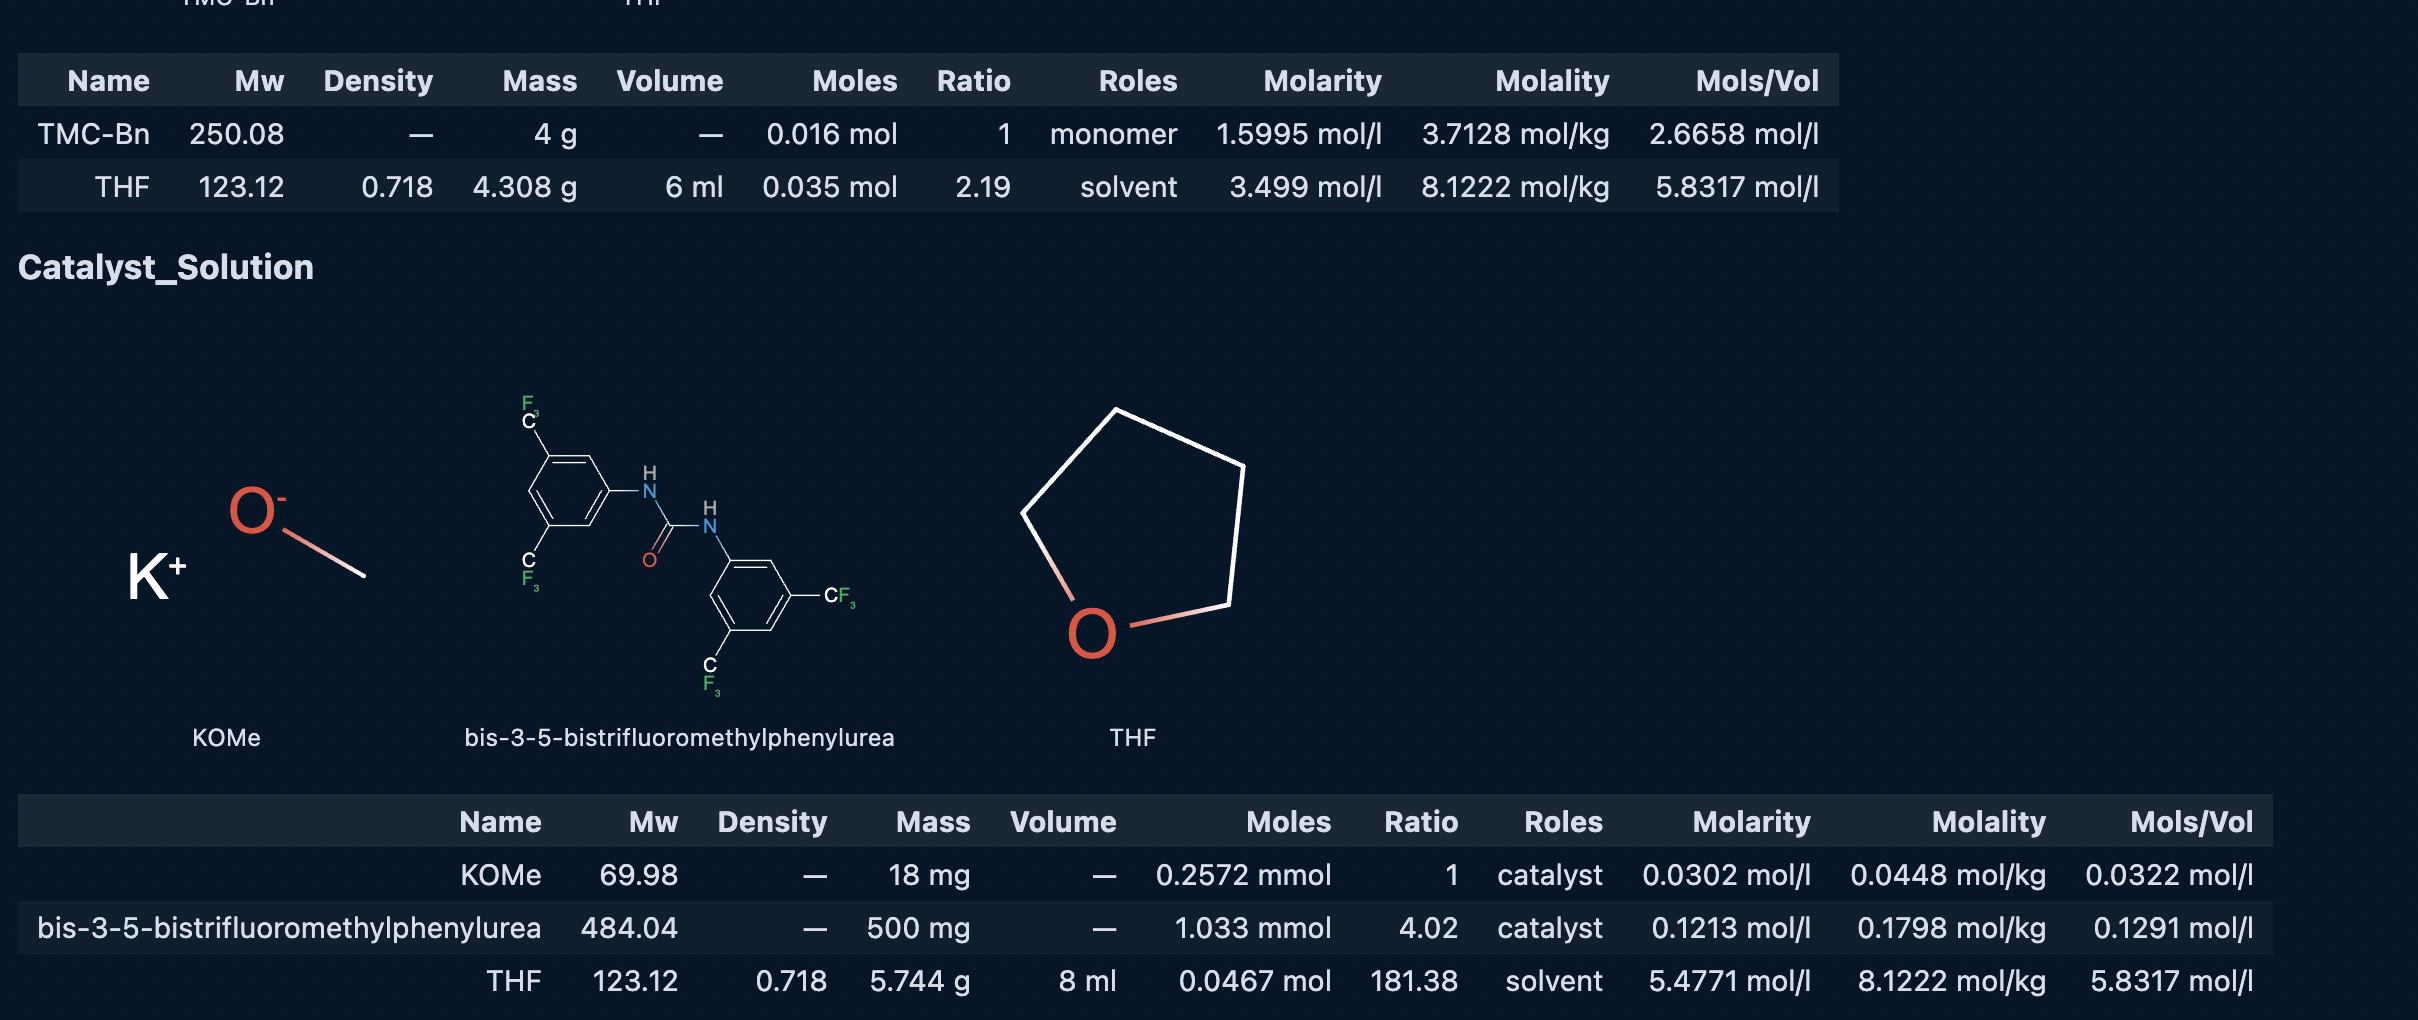 TMC-Bn THF
Name Mw Density Mass Volume Moles Ratio Roles Molarity Molality Mols/Vol
TMC-Bn 250.08 — 4 g — 0.016 mol 1 monomer 1.5995 mol/l 3.7128 mol/kg 2.6658 mol/l
THF 123.12 0.718 4.308 g 6 ml 0.035 mol 2.19 solvent 3.499 mol/l 8.1222 mol/kg 5.8317 mol/l
Catalyst_Solution
F3
C
H
N
H
N
O
C
F3
CF3
C
F3
O-
K+
O
KOMe bis-3-5-bistrifluoromethylphenylurea THF
Name Mw Density Mass Volume Moles Ratio Roles Molarity Molality Mols/Vol
KOMe 69.98 — 18 mg — 0.2572 mmol 1 catalyst 0.0302 mol/l 0.0448 mol/kg 0.0322 mol/l
bis-3-5-bistrifluoromethylphenylurea 484.04 — 500 mg — 1.033 mmol 4.02 catalyst 0.1213 mol/l 0.1798 mol/kg 0.1291 mol/l
THF 123.12 0.718 5.744 g 8 ml 0.0467 mol 181.38 solvent 5.4771 mol/l 8.1222 mol/kg 5.8317 mol/l